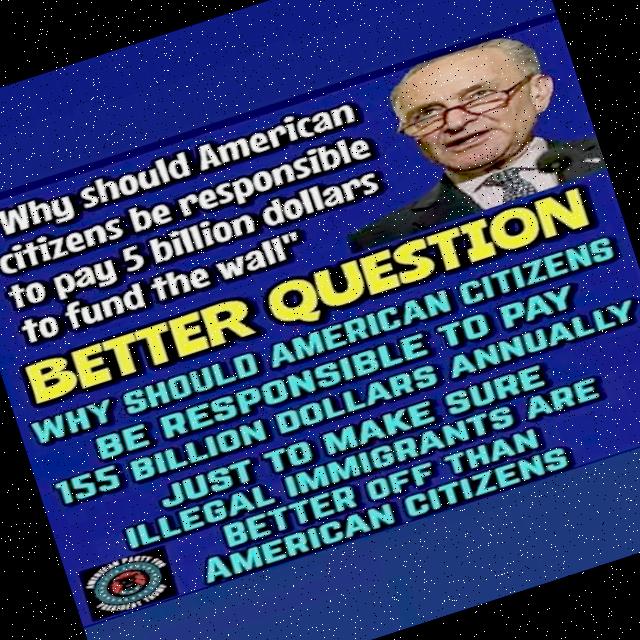 Why should American
citizens be responsible
to pay 5 billion dollars
to fund the wall"
BETTER QUESTION
WHY SHOULD AMERICAN CITIZENS
BE RESPONSIBLE TO PAY
155 BILLION DOLLARS ANNUALLY
JUST TO MAKE SURE
ILLEGAL IMMIGRANTS ARE
BETTER OFF THAN
AMERICAN CITIZENS